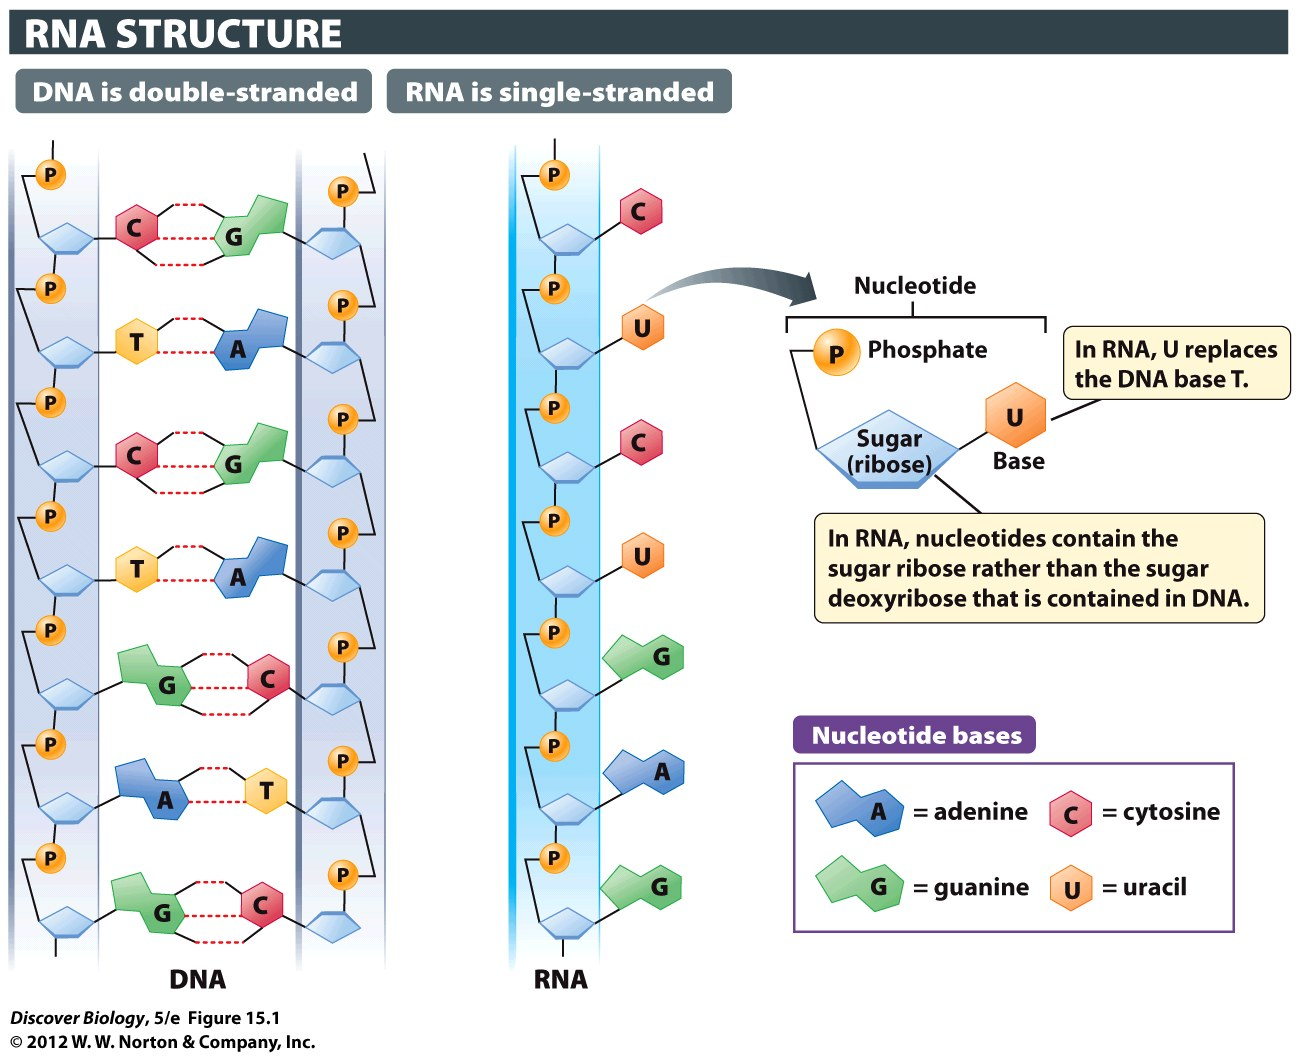 RNA STRUCTURE
DNA is double-stranded
RNA is single-stranded
P
P
C
G
P
P
T
A
P
P
C
G
P
P
T
A
P
P
G
C
P
P
A
T
P
P
G
C
DNA
P
C
P
U
P
C
P
U
P
G
P
A
P
G
RNA
Nucleotide
P
Phosphate
Sugar
(ribose)
U
Base
In RNA, U replaces
the DNA base T.
In RNA, nucleotides contain the
sugar ribose rather than the sugar
deoxyribose that is contained in DNA.
Nucleotide bases
A = adenine
C = cytosine
G = guanine
U = uracil
Discover Biology, 5/e Figure 15.1
© 2012 W. W. Norton & Company, Inc.